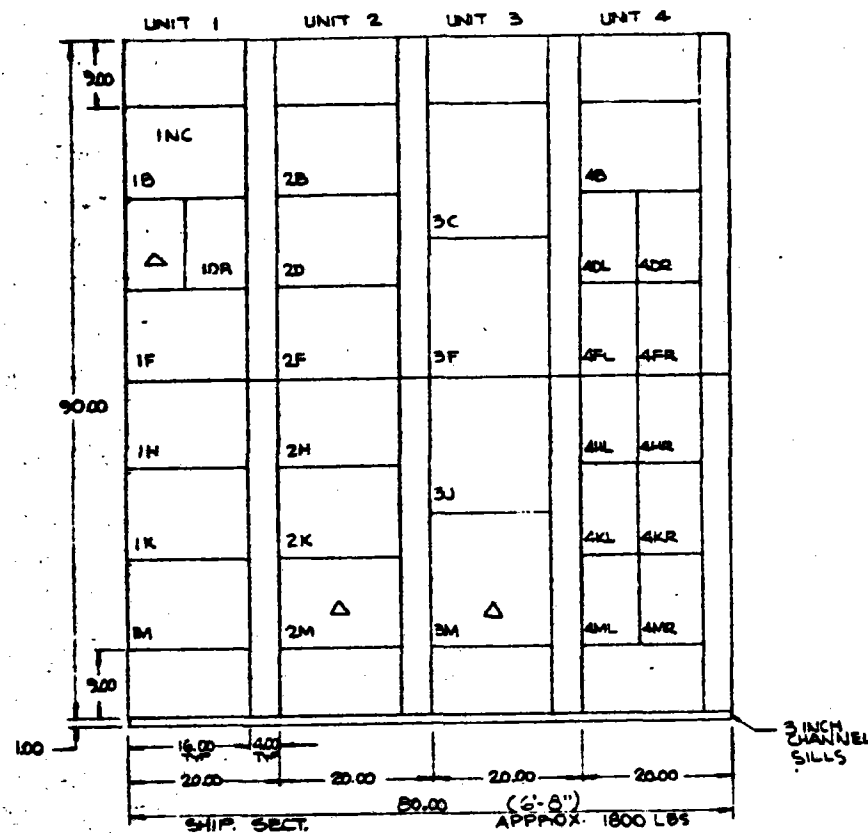 UNIT 1 UNIT 2 UNIT 3 UNIT 4
9.00
INC
1B 2B 4B
3C
1DR 2D 4DL 4DR
1F 2F 3F 4FL 4FR
90.00
1H 2H 4HL 4HR
3J
1K 2K 4KL 4KR
1M 2M 3M 4ML 4MR
9.00
1.00
16.00 4.00
TYP TYP
3 INCH
CHANNEL
SILLS
20.00 20.00 20.00 20.00
80.00 (6'-8")
SHIP. SECT. APPROX. 1800 LBS